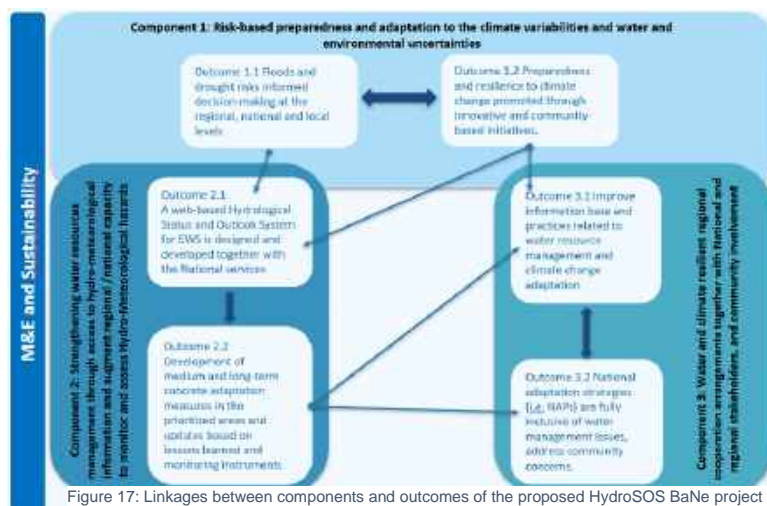 Component 1: Risk-based preparedness and adaptation to the climate variabilities and water and
environmental uncertainties
Outcome 1.1 Floods and
drought risks informed
decision-making at the
regional, national and local
levels
Outcome 1.2 Preparedness
and resilience to climate
change promoted through
innovative and community
based initiatives.
M&E and Sustainability
Component 2: Strengthening water resources
management through access to hydro-meteorological
information and augment regional / national capacity
to monitor and assess Hydro-Meteorological hazards
Outcome 2.1
A web-based Hydrological
Status and Outlook System
for EWS is designed and
developed together with
the National services.
Outcome 2.2
Development of
medium and long-term
concrete adaptation
measures in the
prioritized areas and
updates based on
lessons learned and
monitoring instruments.
Outcome 3.1 Improve
information base and
practices related to
water resource
management and
climate change
adaptation
Outcome 3.2 National
adaptation strategies
(i.e. NAPs) are fully
inclusive of water
management issues,
address community
concerns.
Component 3: Water and climate resilient regional
cooperation arrangements together with National and
regional stakeholders, and community involvement
Figure 17: Linkages between components and outcomes of the proposed HydroSOS BaNe project